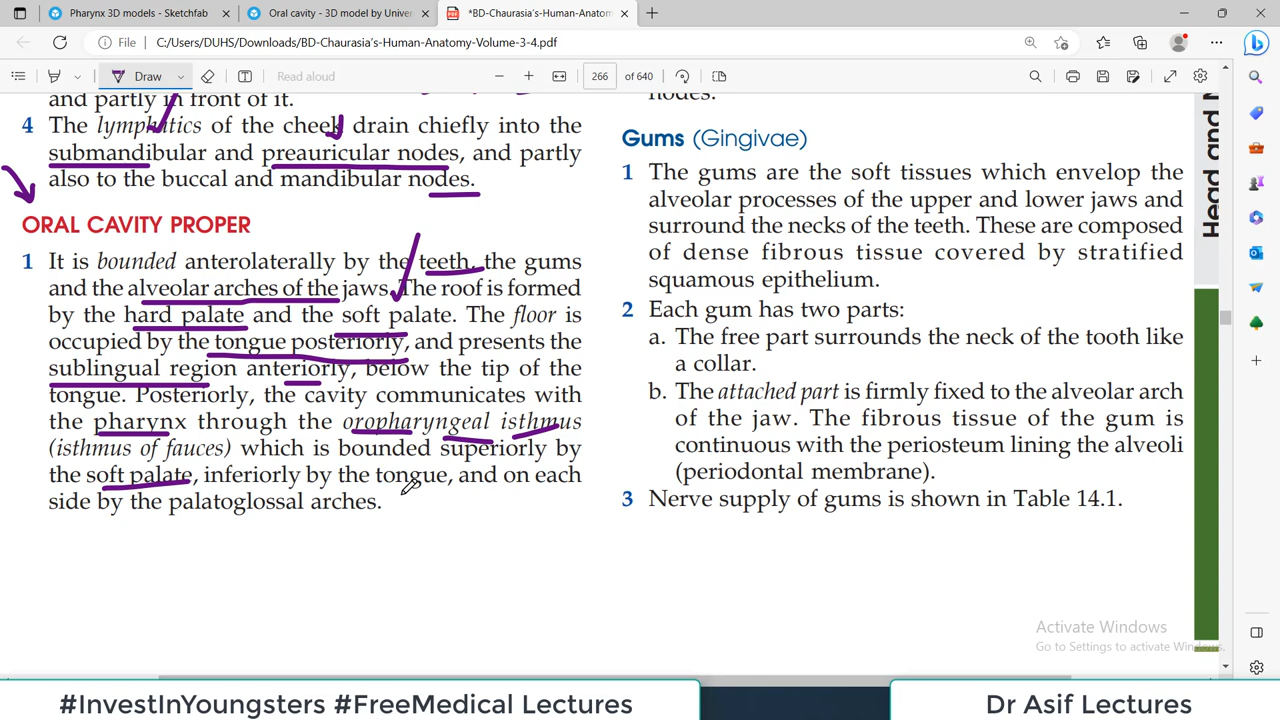 Pharynx 3D models - Sketchfab
Oral cavity - 3D model by Univer
*BD-Chaurasia's-Human-Anatom
File
C:/Users/DUHS/Downloads/BD-Chaurasia's-Human-Anatomy-Volume-3-4.pdf
Draw
Read aloud
266
of 640
and partly in front of it.
4 The lymphatics of the cheek drain chiefly into the
submandibular and preauricular nodes, and partly
also to the buccal and mandibular nodes.
ORAL CAVITY PROPER
1 It is bounded anterolaterally by the teeth, the gums
and the alveolar arches of the jaws. The roof is formed
by the hard palate and the soft palate. The floor is
occupied by the tongue posteriorly, and presents the
sublingual region anteriorly, below the tip of the
tongue. Posteriorly, the cavity communicates with
the pharynx through the oropharyngeal isthmus
(isthmus of fauces) which is bounded superiorly by
the soft palate, inferiorly by the tongue, and on each
side by the palatoglossal arches.
nodes.
Gums (Gingivae)
1 The gums are the soft tissues which envelop the
alveolar processes of the upper and lower jaws and
surround the necks of the teeth. These are composed
of dense fibrous tissue covered by stratified
squamous epithelium.
2 Each gum has two parts:
a. The free part surrounds the neck of the tooth like
a collar.
b. The attached part is firmly fixed to the alveolar arch
of the jaw. The fibrous tissue of the gum is
continuous with the periosteum lining the alveoli
(periodontal membrane).
3 Nerve supply of gums is shown in Table 14.1.
Head and
Activate Windows
Go to Settings to activate Windows.
#InvestInYoungsters #FreeMedical Lectures
Dr Asif Lectures